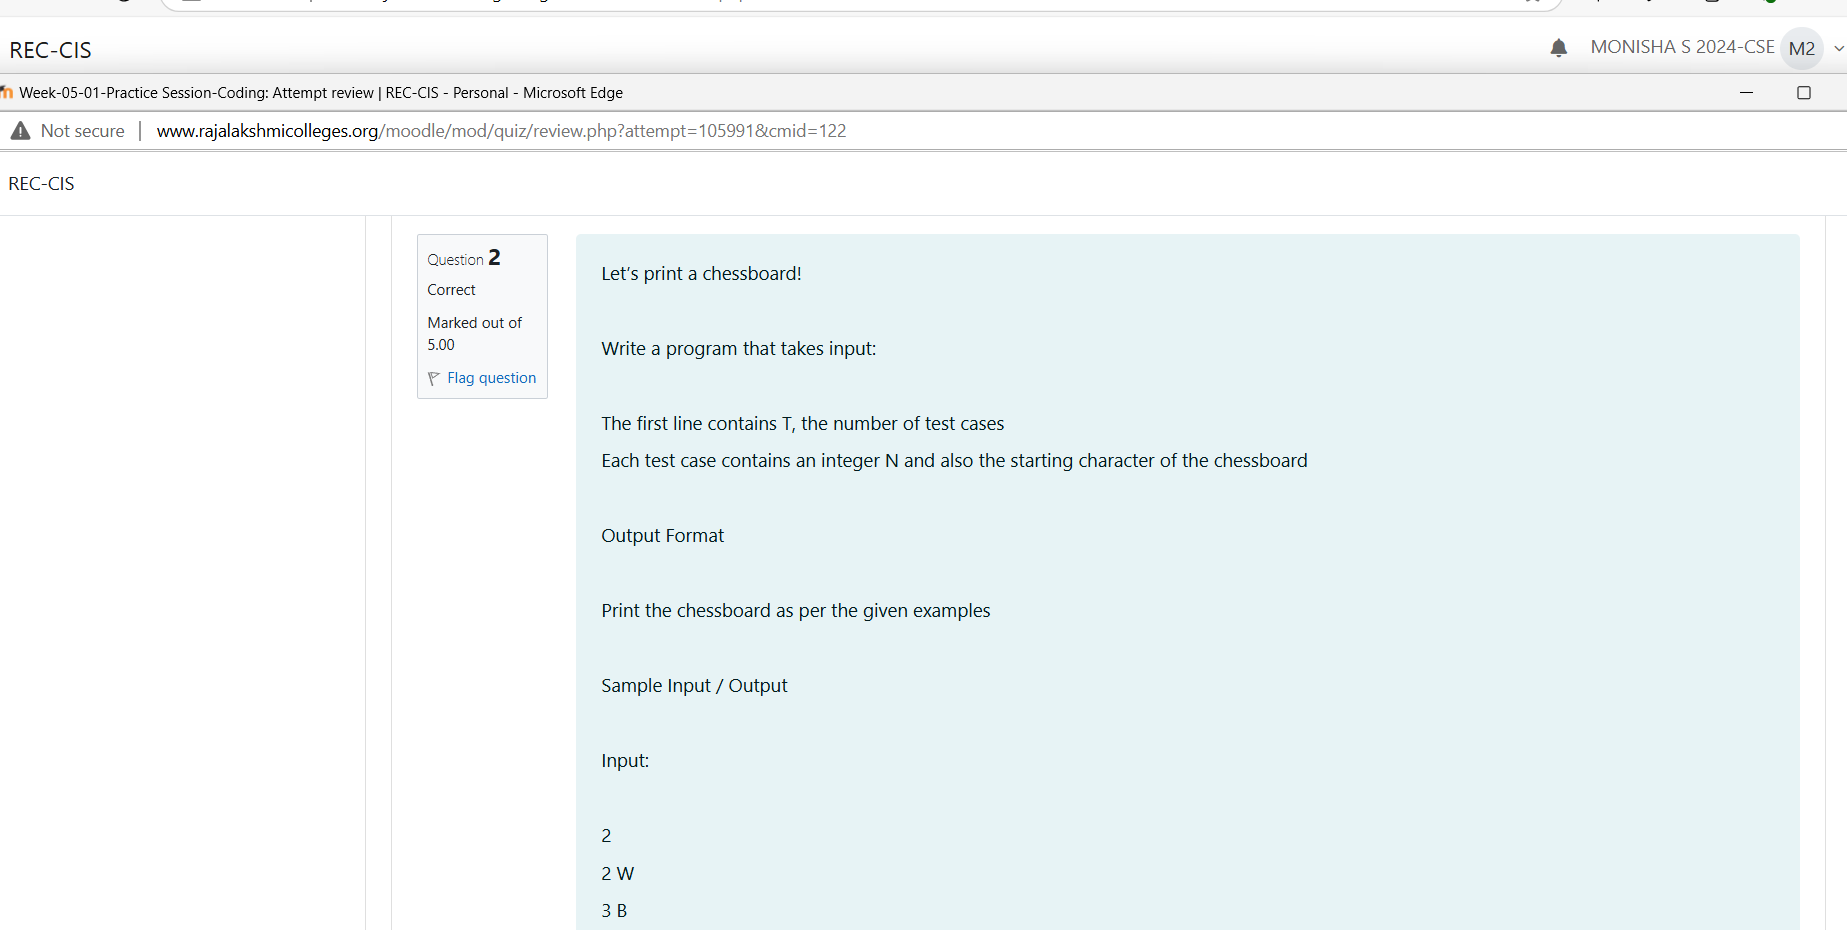 REC-CIS
MONISHA S 2024-CSE M2
Week-05-01-Practice Session-Coding: Attempt review | REC-CIS - Personal - Microsoft Edge
Not secure | www.rajalakshmicolleges.org/moodle/mod/quiz/review.php?attempt=105991&cmid=122
REC-CIS
Question 2
Correct
Marked out of
5.00
Flag question
Let's print a chessboard!
Write a program that takes input:
The first line contains T, the number of test cases
Each test case contains an integer N and also the starting character of the chessboard
Output Format
Print the chessboard as per the given examples
Sample Input / Output
Input:
2
2 W
3 B